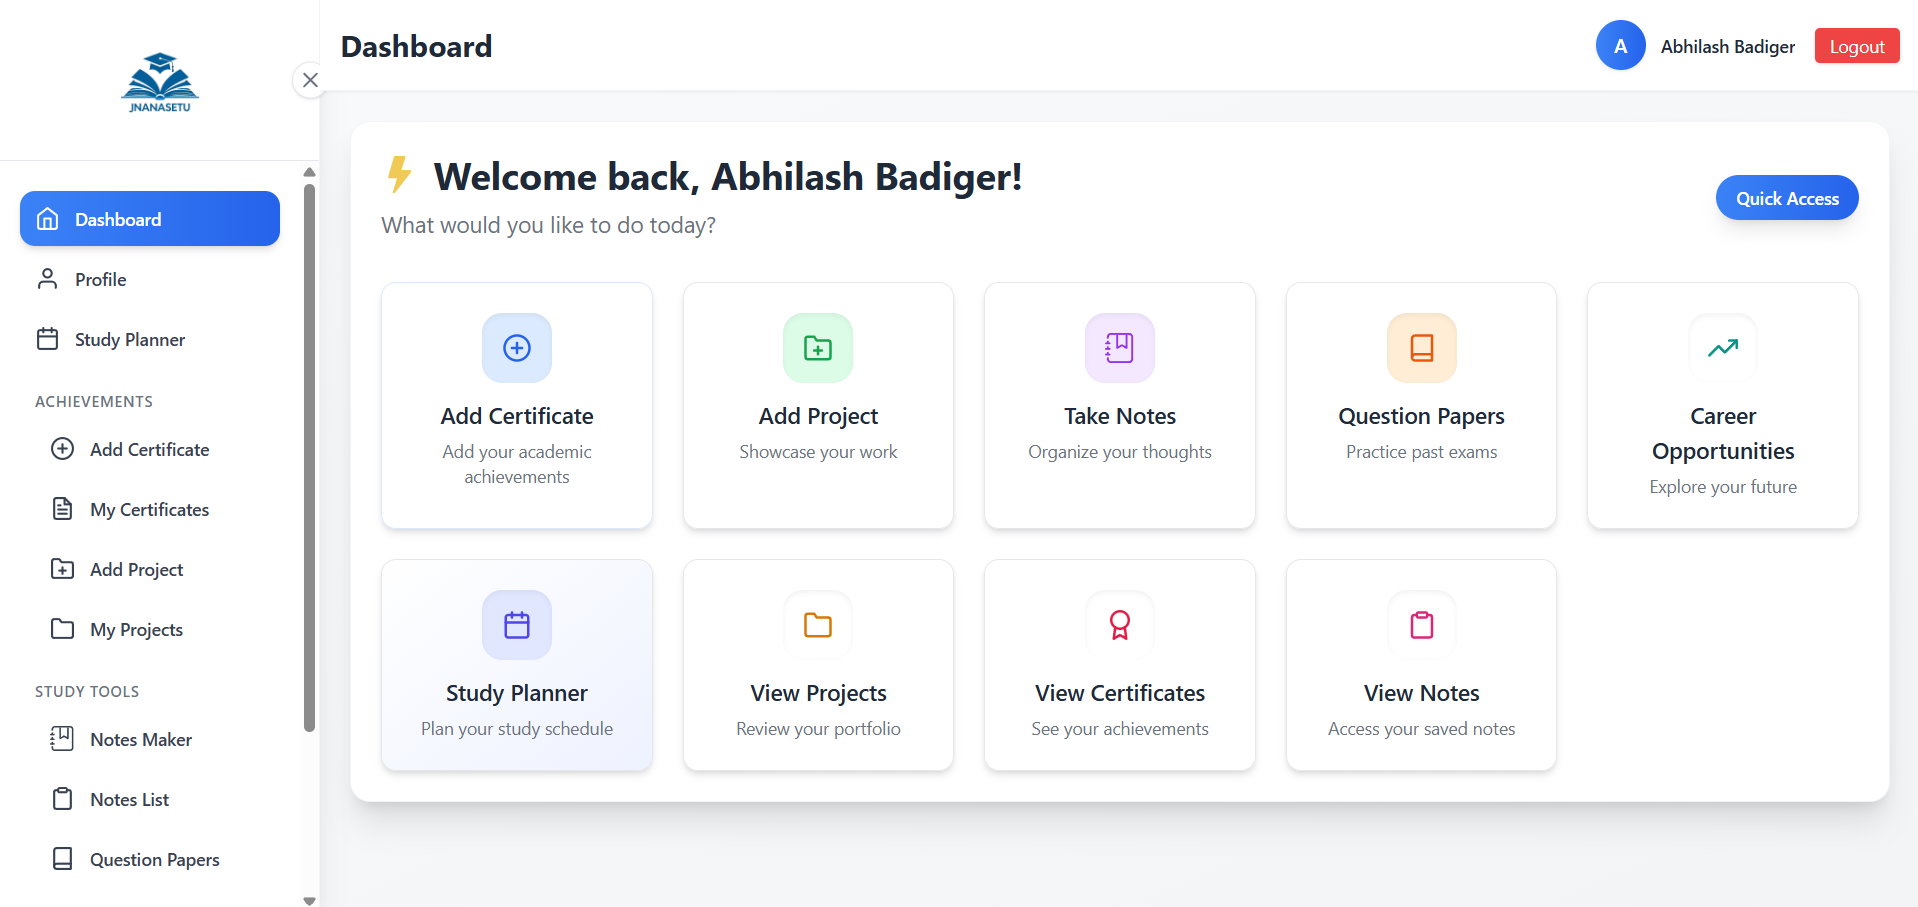 JNANASETU
Dashboard
Profile
Study Planner
ACHIEVEMENTS
Add Certificate
My Certificates
Add Project
My Projects
STUDY TOOLS
Notes Maker
Notes List
Question Papers
Dashboard
A
Abhilash Badiger
Logout
Welcome back, Abhilash Badiger!
What would you like to do today?
Quick Access
Add Certificate
Add your academic
achievements
Add Project
Showcase your work
Take Notes
Organize your thoughts
Question Papers
Practice past exams
Career
Opportunities
Explore your future
Study Planner
Plan your study schedule
View Projects
Review your portfolio
View Certificates
See your achievements
View Notes
Access your saved notes